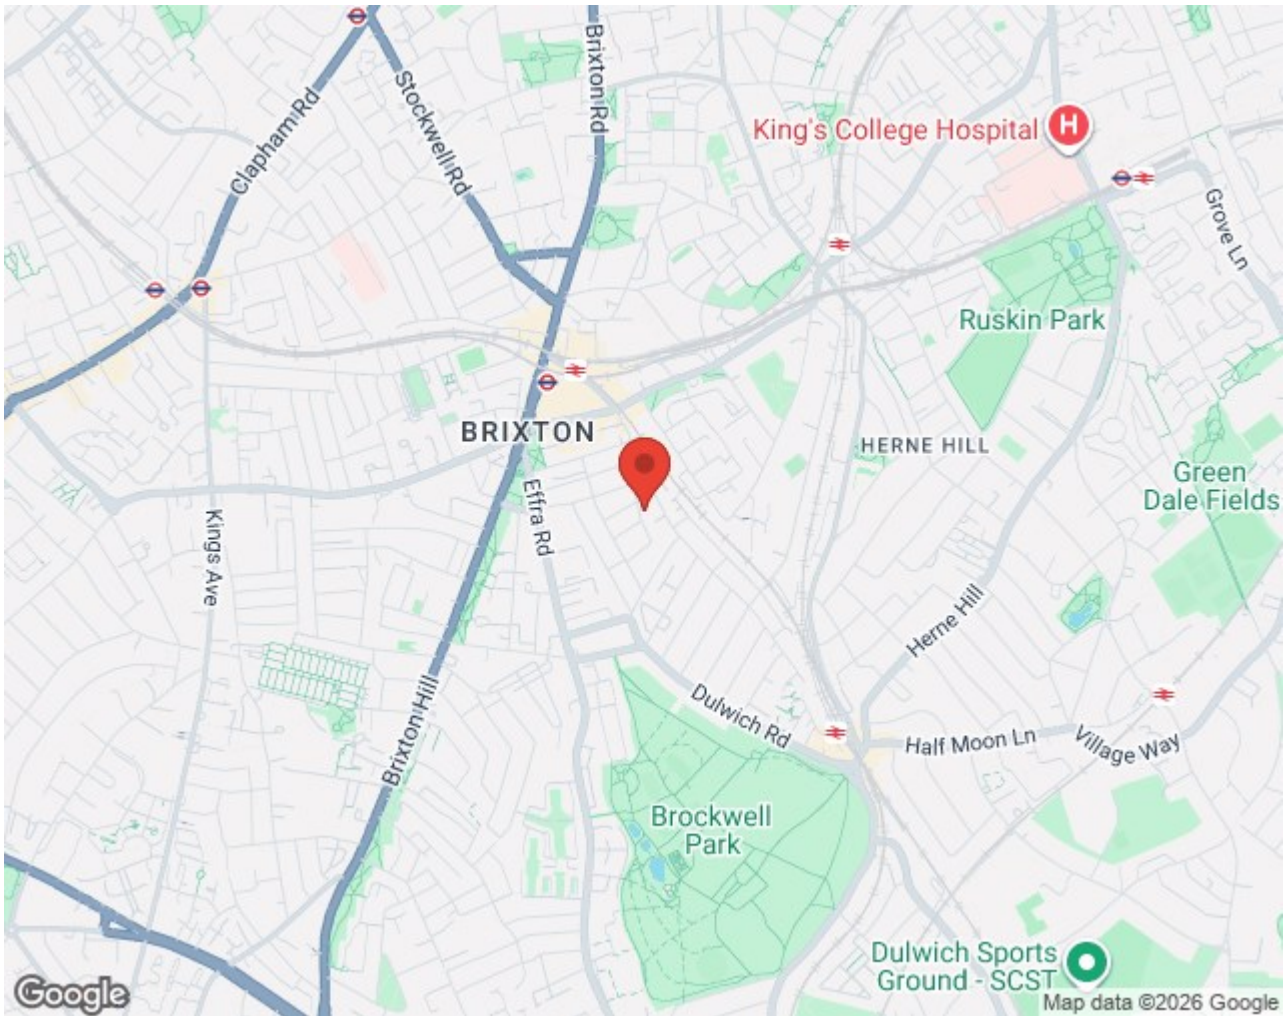 Brixton Rd
Stockwell Rd
Clapham Rd
King's College Hospital
H
Grove Ln
Ruskin Park
BRIXTON
HERNE HILL
Green
Dale Fields
Effra Rd
Kings Ave
Herne Hill
Brixton Hill
Dulwich Rd
Half Moon Ln
Village Way
Brockwell
Park
Dulwich Sports
Ground - SCST
Google
Map data ©2026 Google